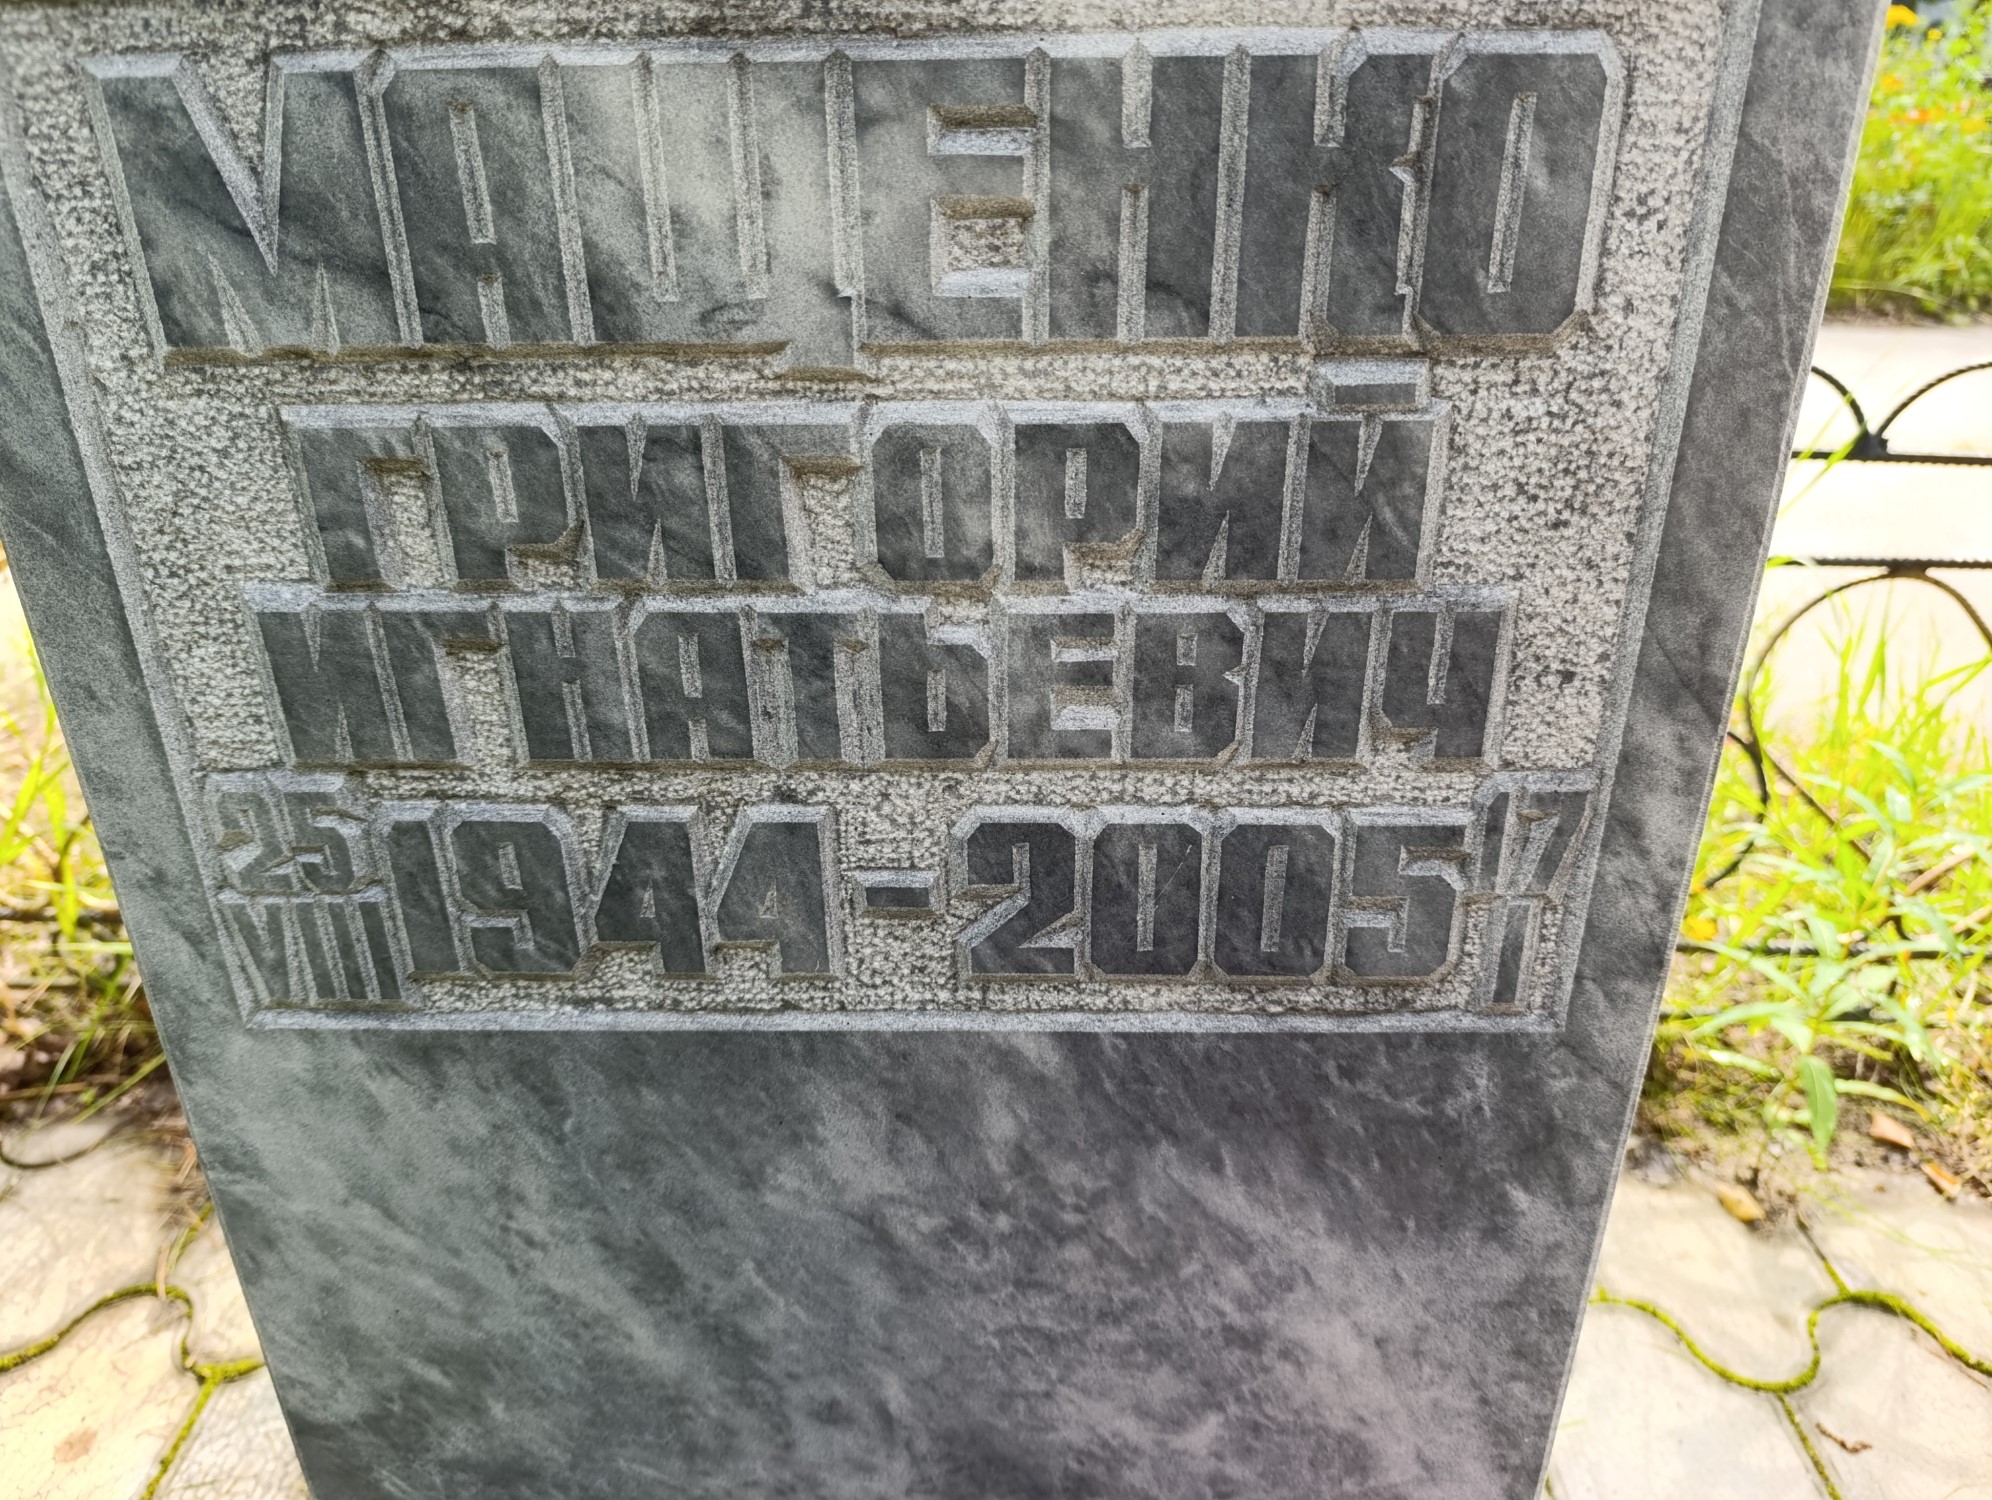 МАЩЕНКО
ГРИГОРИЙ
ИГНАТЬЕВИЧ
25 1944-2005 17
VIII